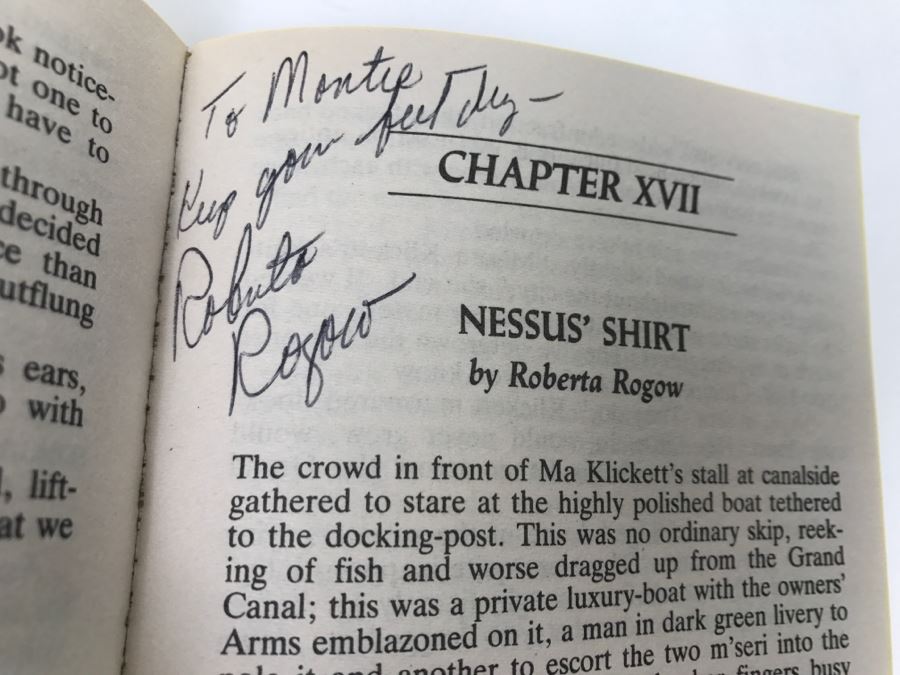 ok notice-
ot one to
have to
through
decided
ce than
utflung
s ears,
with
, lift-
at we
To Montie
Keep your feet dry —
Roberta
Rogow
CHAPTER XVII
NESSUS' SHIRT
by Roberta Rogow
The crowd in front of Ma Klickett's stall at canalside
gathered to stare at the highly polished boat tethered
to the docking-post. This was no ordinary skip, reek-
ing of fish and worse dragged up from the Grand
Canal; this was a private luxury-boat with the owners'
Arms emblazoned on it, a man in dark green livery to
pole it and another to escort the two m'seri into the
fingers busy